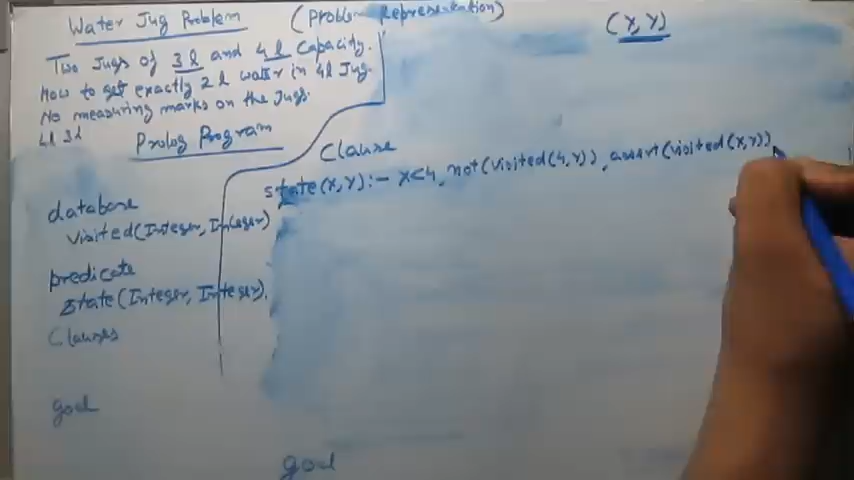 Water Jug Problem (Problem Representation)
(X, Y)
Two Jugs of 3l and 4l Capacity.
How to get exactly 2l water in 4l Jug.
No measuring marks on the Jugs.
4l 3l
Prolog Program
database
visited(Integer, Integer)
predicate
state(Integer, Integer).
Clauses
goal
Clause
state(X, Y) :- X<4, not(visited(4,Y)), assert(visited(X,Y))
goal